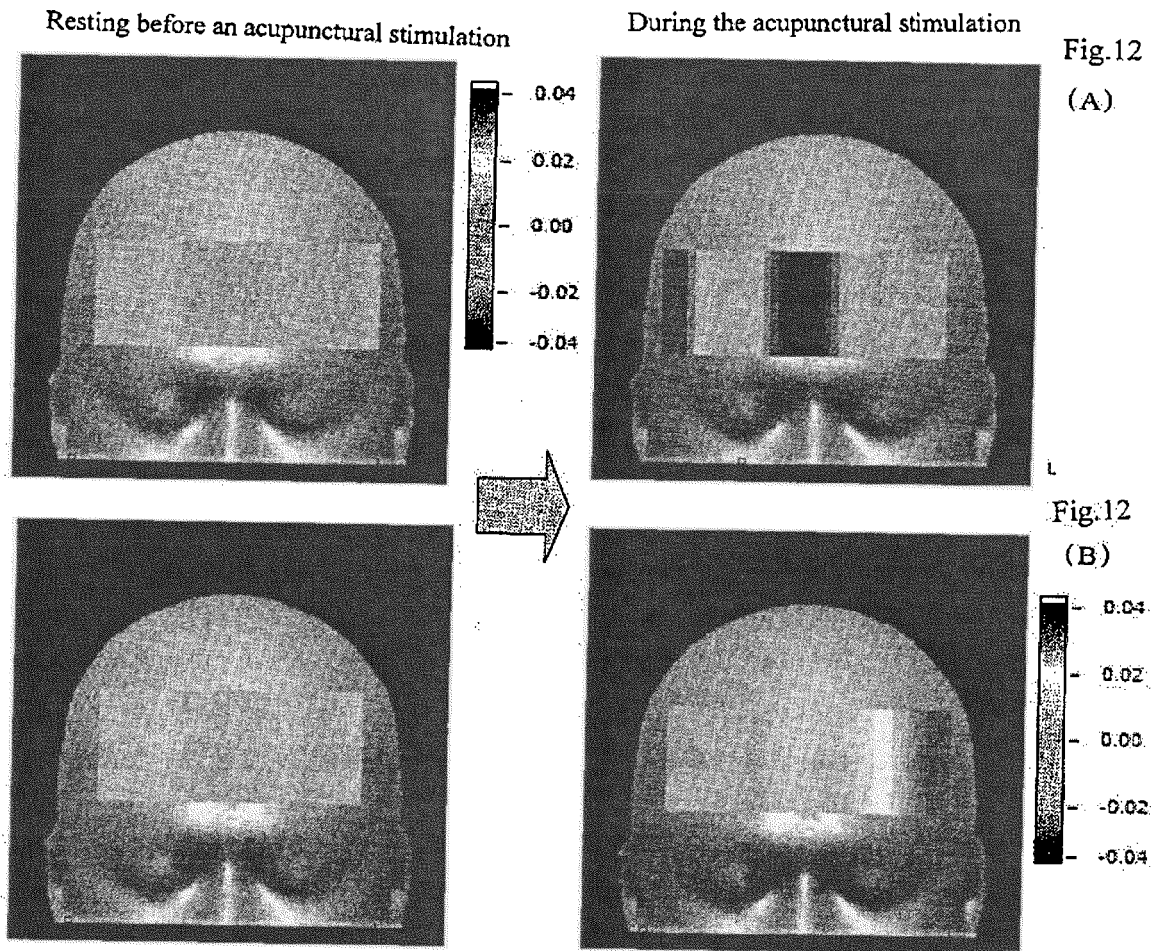 Resting before an acupunctural stimulation
During the acupunctural stimulation
Fig.12
(A)
0.04
0.02
0.00
-0.02
-0.04
L
Fig.12
(B)
0.04
0.02
0.00
-0.02
-0.04